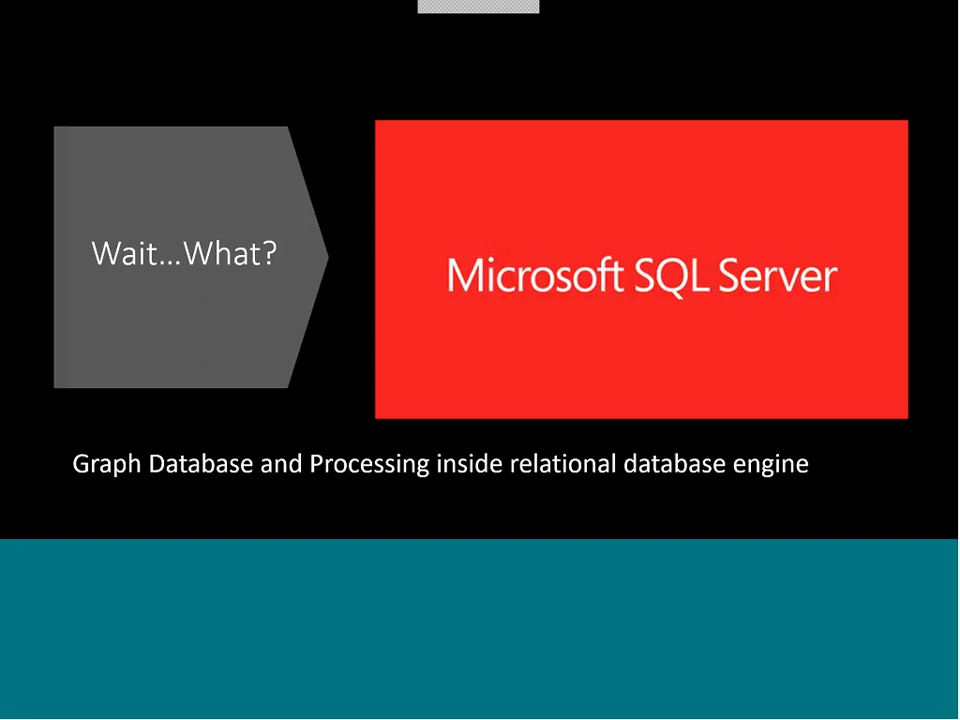 Wait...What?
Microsoft SQL Server
Graph Database and Processing inside relational database engine